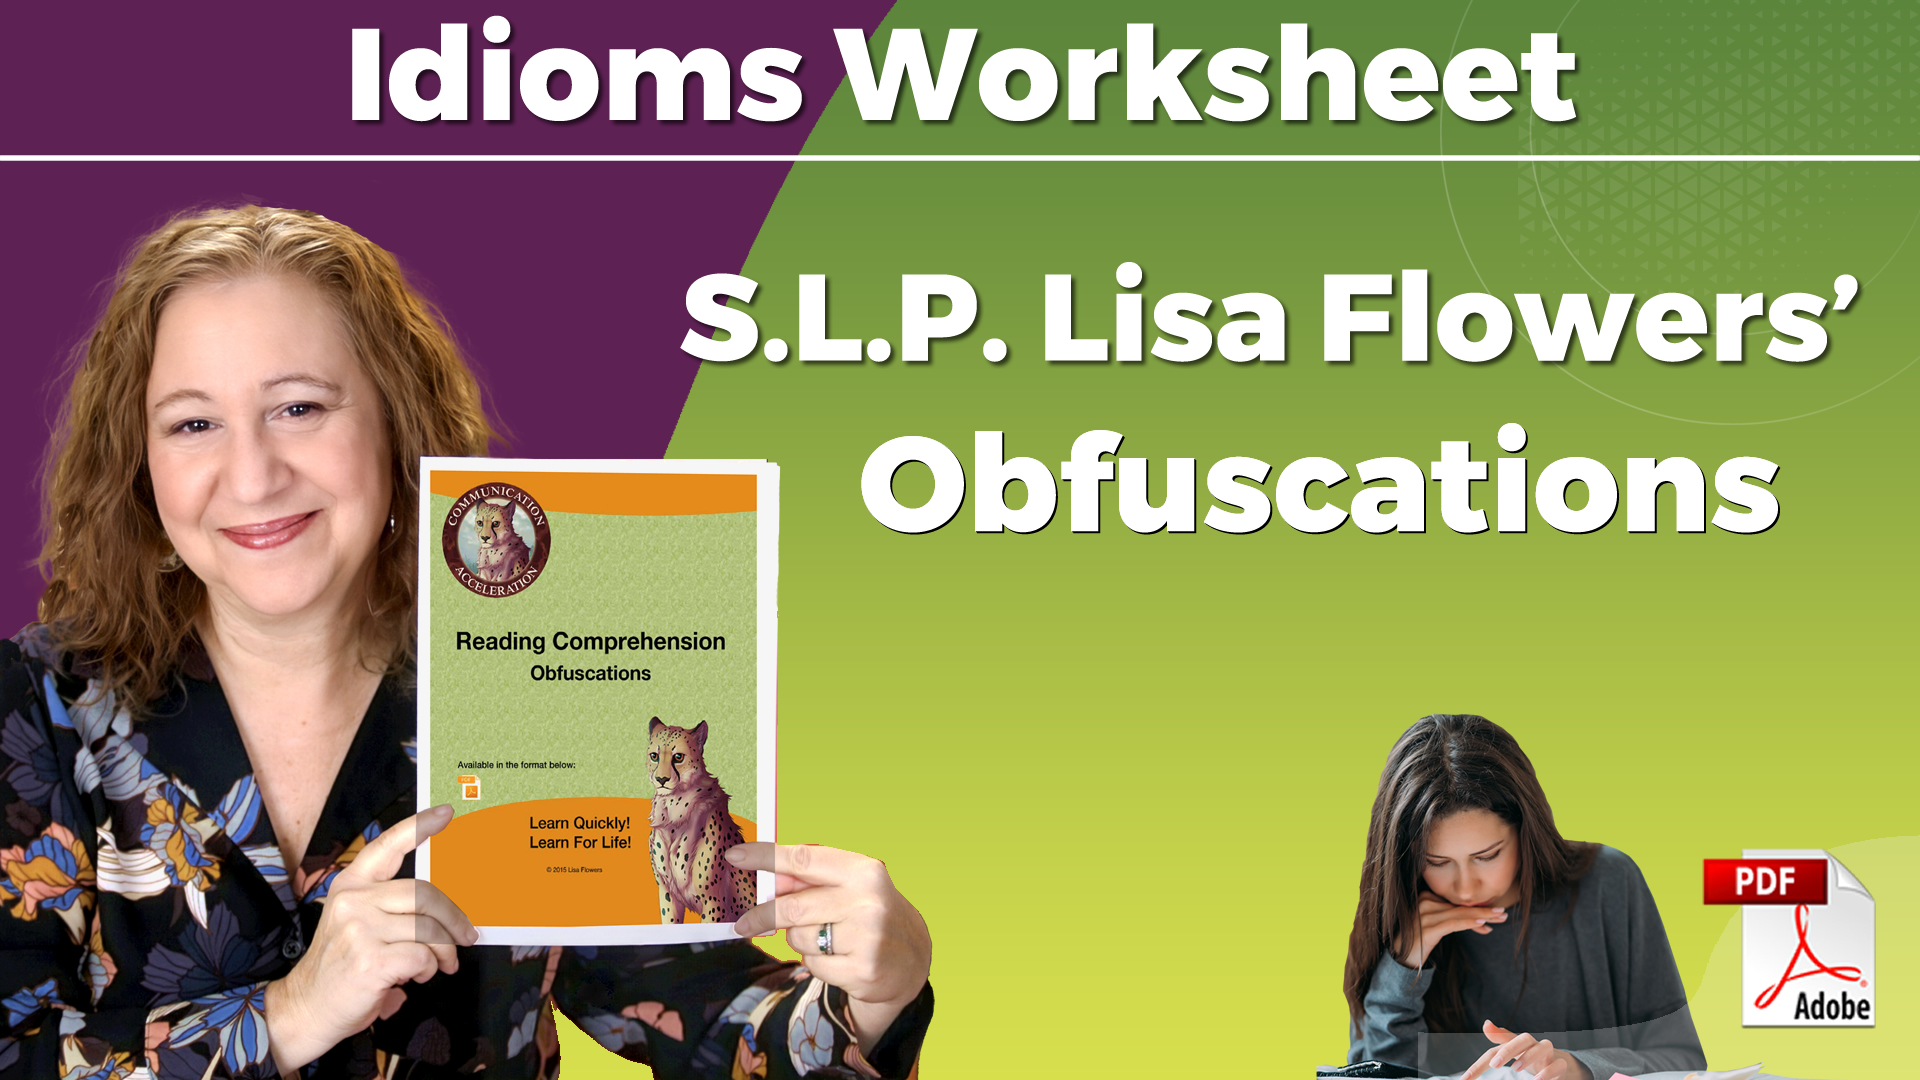 Idioms Worksheet
S.L.P. Lisa Flowers’
Obfuscations
COMMUNICATION
ACCELERATION
Reading Comprehension
Obfuscations
Available in the format below:
PDF
Learn Quickly!
Learn For Life!
© 2015 Lisa Flowers
PDF
Adobe